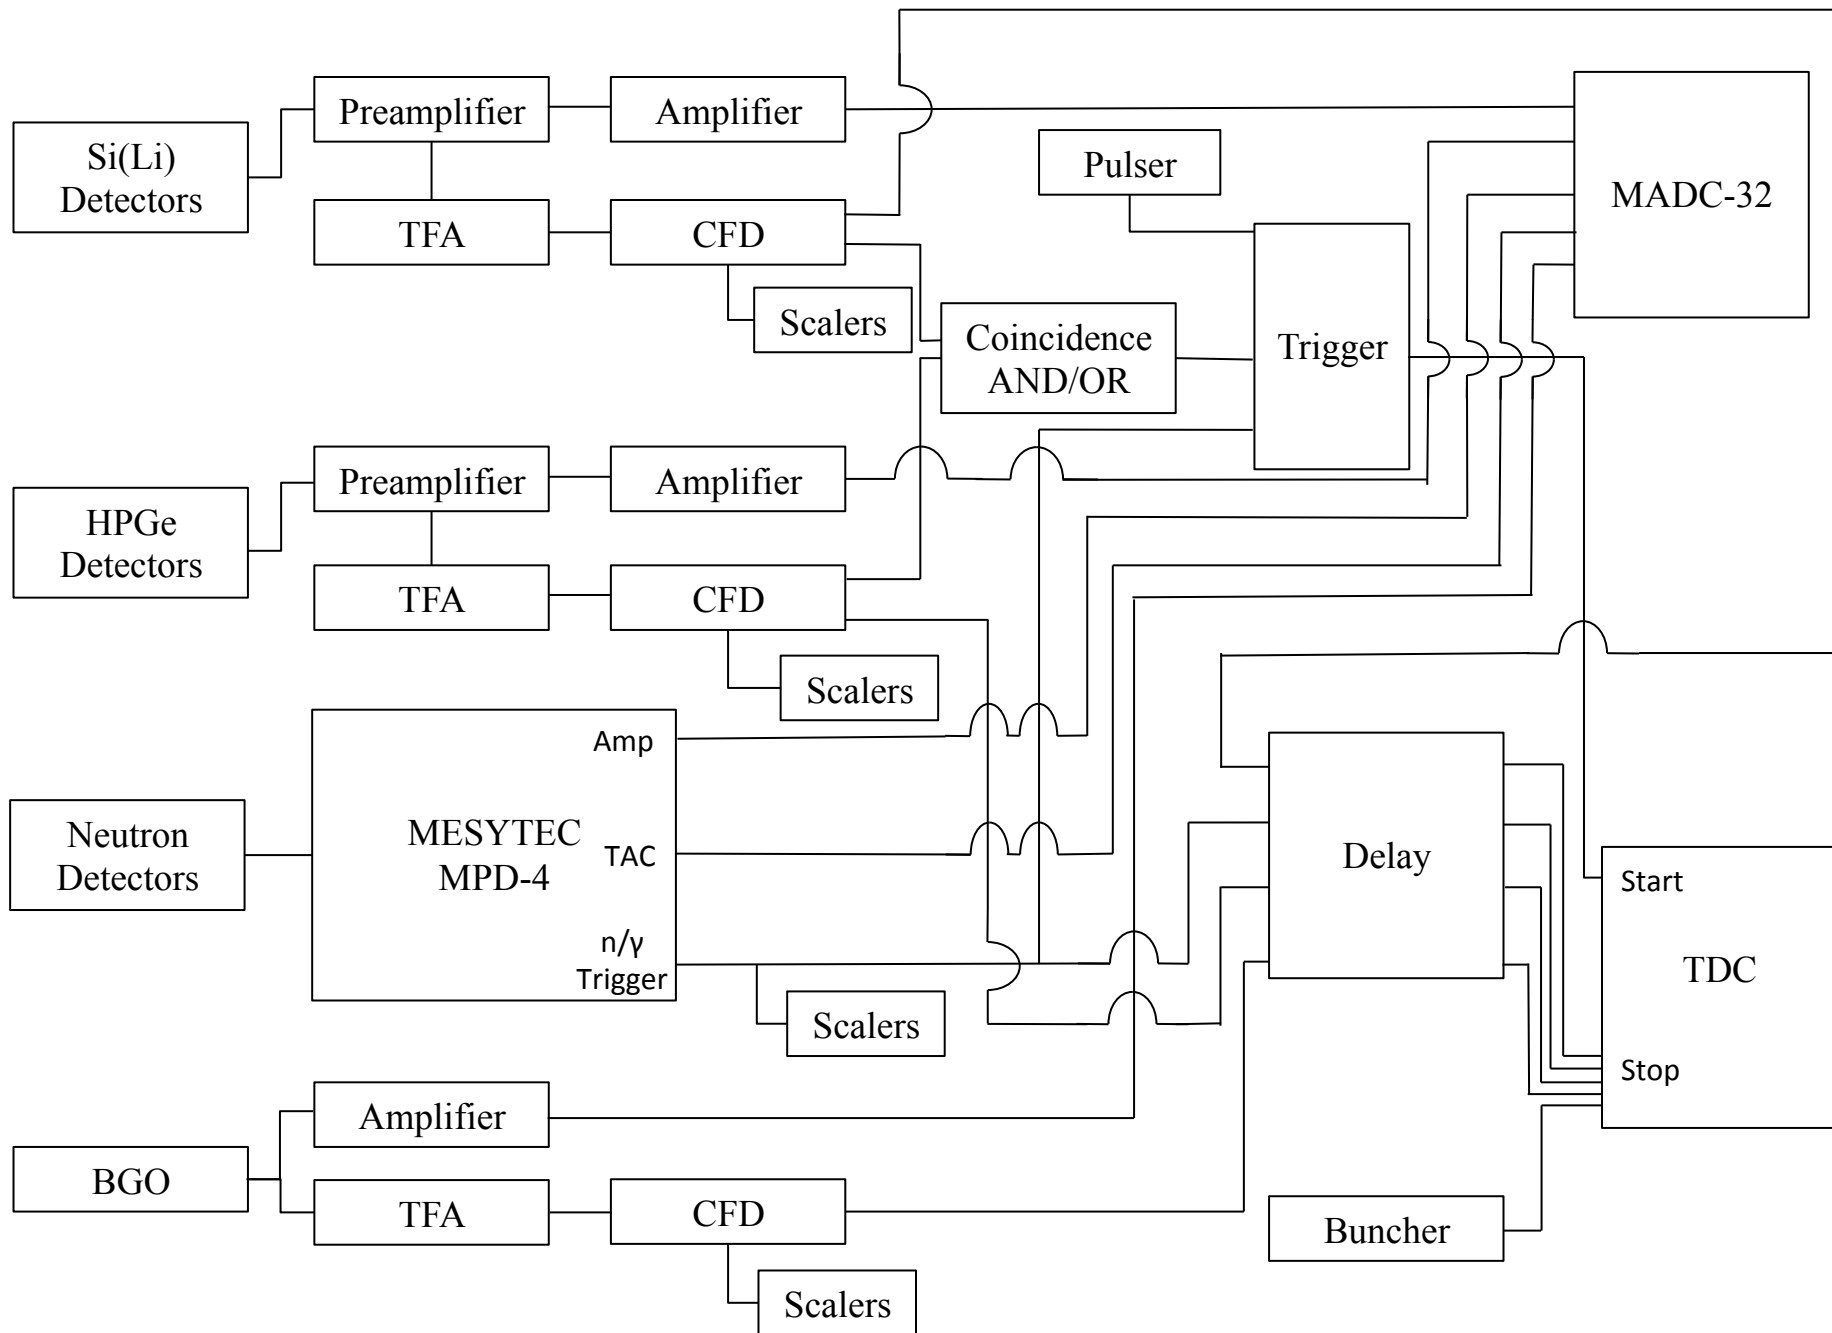 Preamplifier
Amplifier
Si(Li)
Detectors
Pulser
MADC-32
TFA
CFD
Scalers
Coincidence
AND/OR
Trigger
Preamplifier
Amplifier
HPGe
Detectors
TFA
CFD
Scalers
Amp
Neutron
Detectors
MESYTEC
MPD-4
TAC
n/γ
Trigger
Scalers
Delay
Start
TDC
Stop
Amplifier
BGO
TFA
CFD
Buncher
Scalers